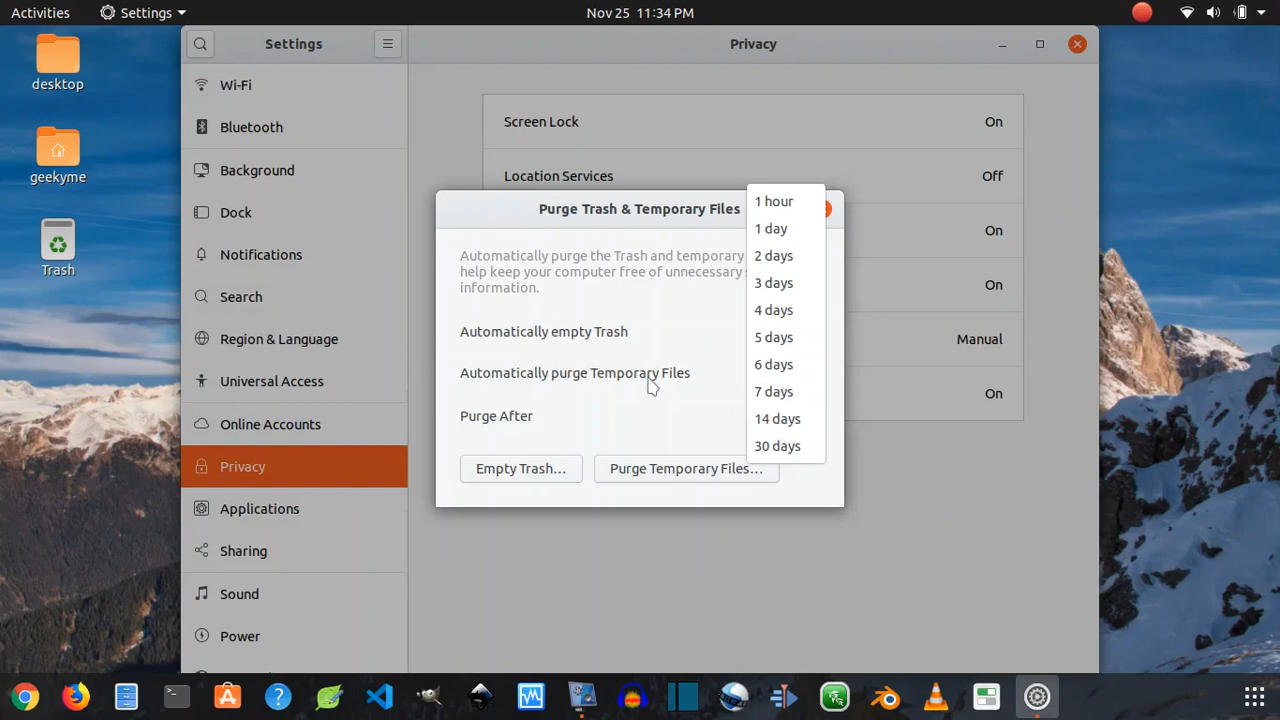 Activities
Settings
Nov 25 11:34 PM
desktop
geekyme
Trash
Settings
Privacy
Wi-Fi
Bluetooth
Background
Dock
Notifications
Search
Region & Language
Universal Access
Online Accounts
Privacy
Applications
Sharing
Sound
Power
Screen Lock
On
Location Services
Off
On
On
Manual
On
Purge Trash & Temporary Files
Automatically purge the Trash and temporary
help keep your computer free of unnecessary
information.
Automatically empty Trash
Automatically purge Temporary Files
Purge After
Empty Trash…
Purge Temporary Files…
1 hour
1 day
2 days
3 days
4 days
5 days
6 days
7 days
14 days
30 days